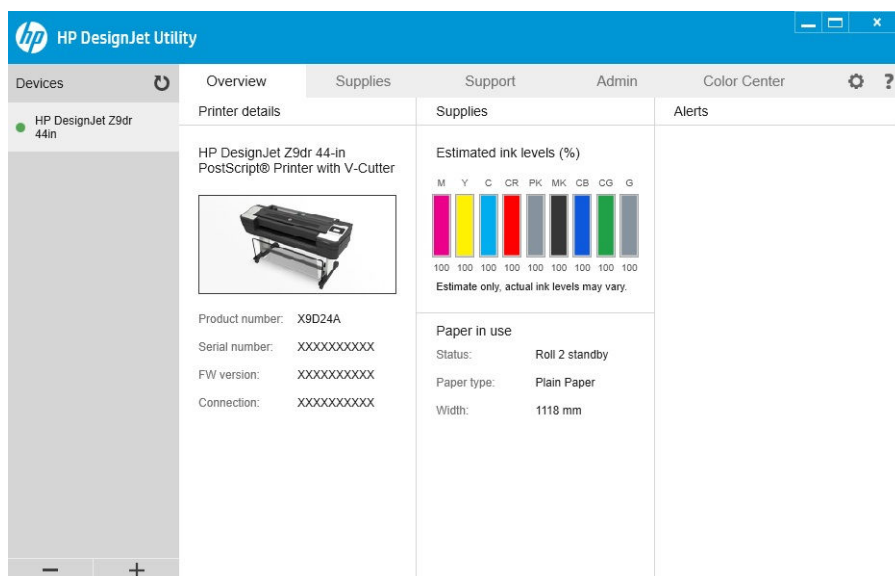 hp HP DesignJet Utility
Devices
HP DesignJet Z9dr
44in
Overview Supplies Support Admin Color Center ?
Printer details
HP DesignJet Z9dr 44-in
PostScript® Printer with V-Cutter
Product number: X9D24A
Serial number: XXXXXXXXXX
FW version: XXXXXXXXXX
Connection: XXXXXXXXXX
Supplies
Estimated ink levels (%)
M Y C CR PK MK CB CG G
100 100 100 100 100 100 100 100 100
Estimate only, actual ink levels may vary.
Paper in use
Status: Roll 2 standby
Paper type: Plain Paper
Width: 1118 mm
Alerts